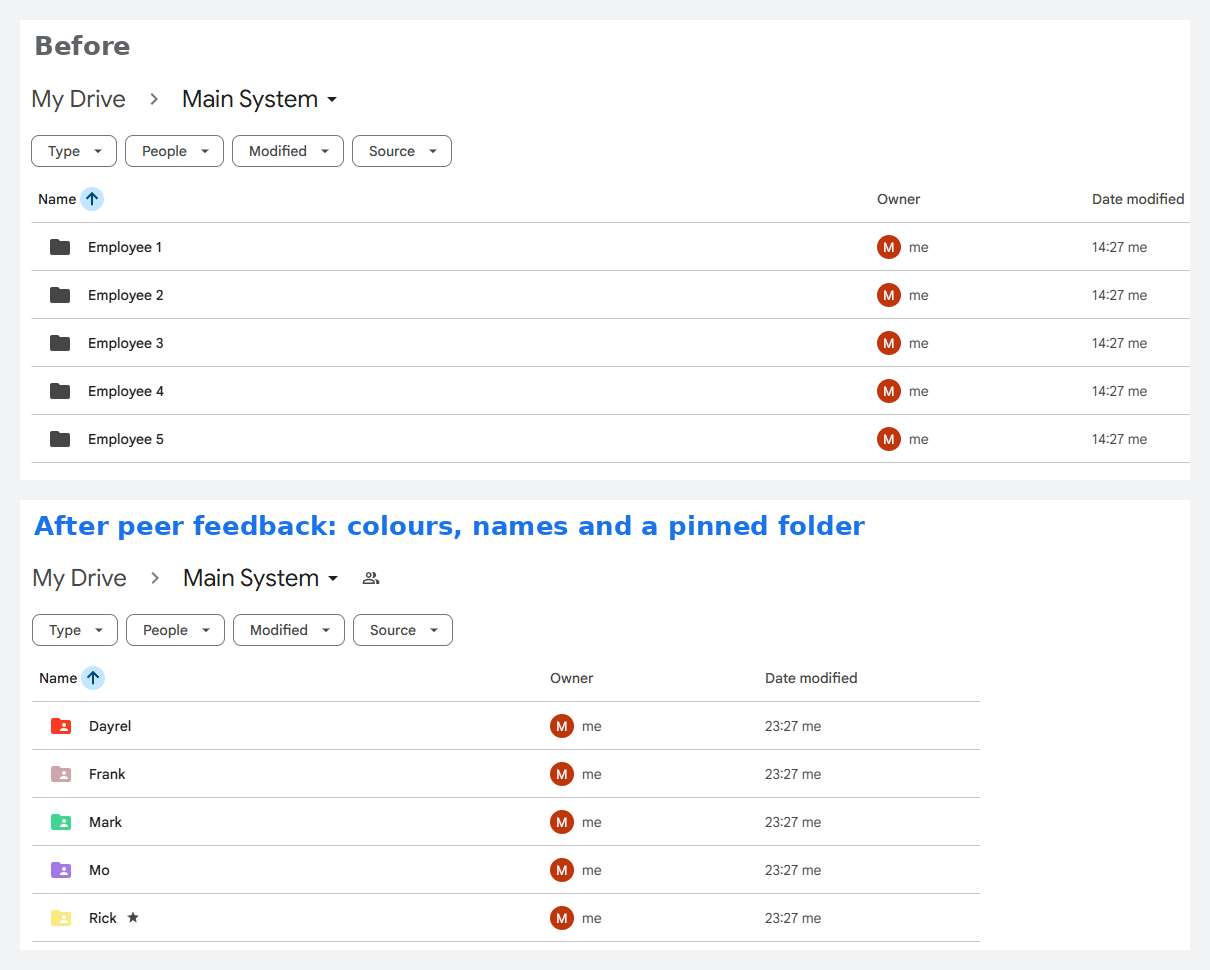 Before
My Drive > Main System
Type People Modified Source
Name Owner Date modified
Employee 1 M me 14:27 me
Employee 2 M me 14:27 me
Employee 3 M me 14:27 me
Employee 4 M me 14:27 me
Employee 5 M me 14:27 me
After peer feedback: colours, names and a pinned folder
My Drive > Main System
Type People Modified Source
Name Owner Date modified
Dayrel M me 23:27 me
Frank M me 23:27 me
Mark M me 23:27 me
Mo M me 23:27 me
Rick M me 23:27 me